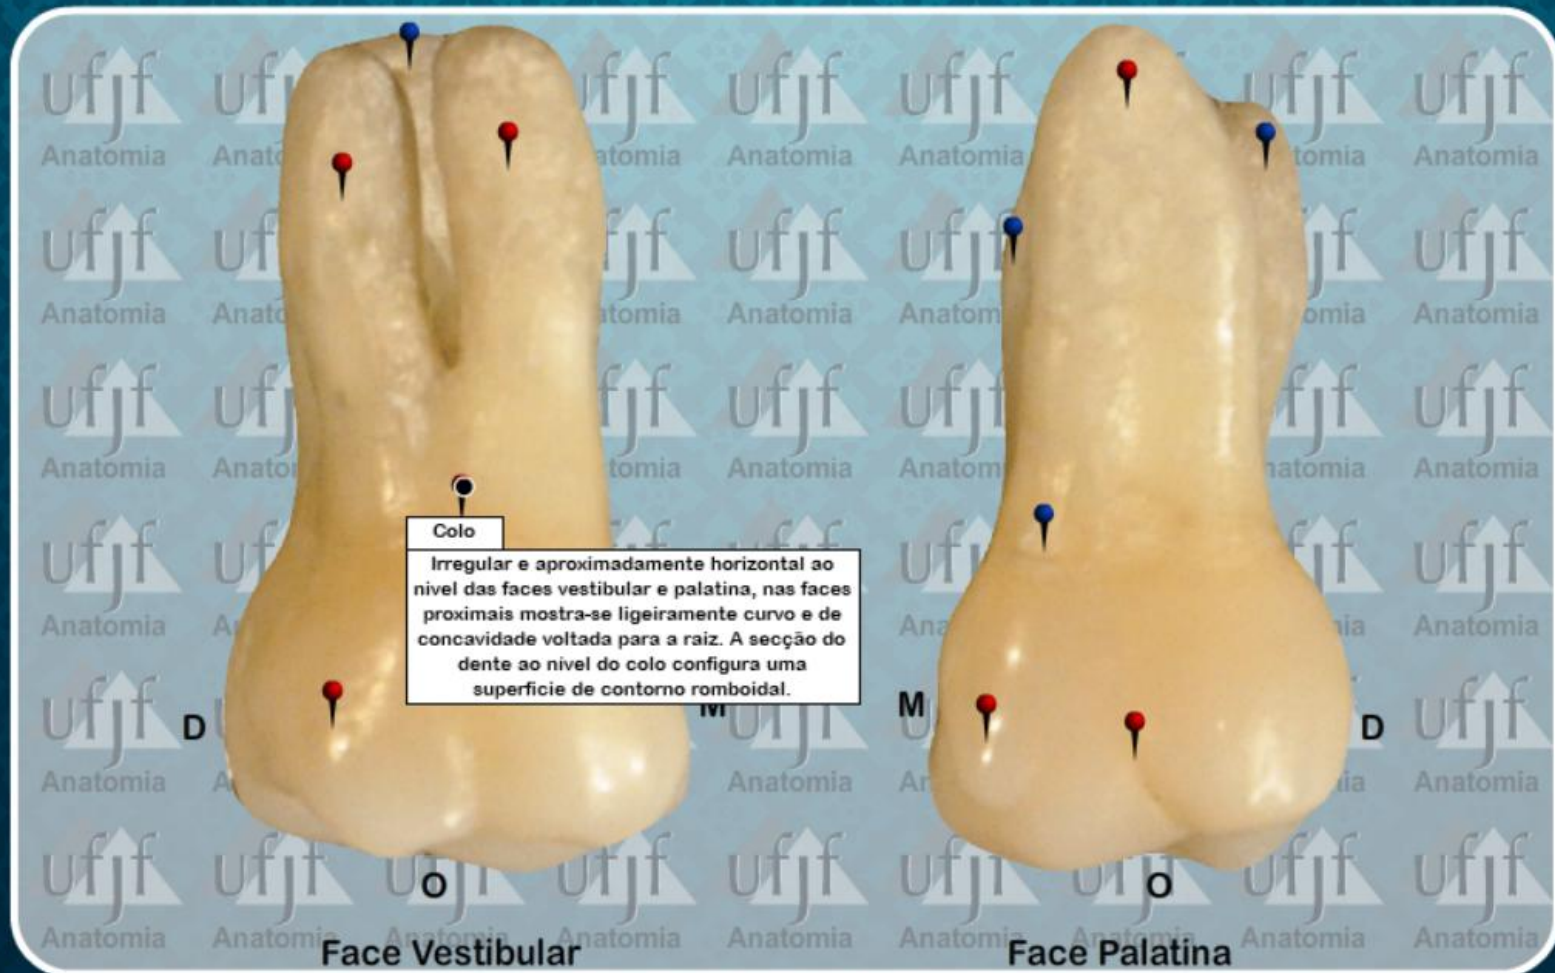 ufjf
Anatomia
Colo
Irregular e aproximadamente horizontal ao
nível das faces vestibular e palatina, nas faces
proximais mostra-se ligeiramente curvo e de
concavidade voltada para a raiz. A secção do
dente ao nível do colo configura uma
superfície de contorno romboidal.
D
M
M
D
O
O
Face Vestibular
Face Palatina